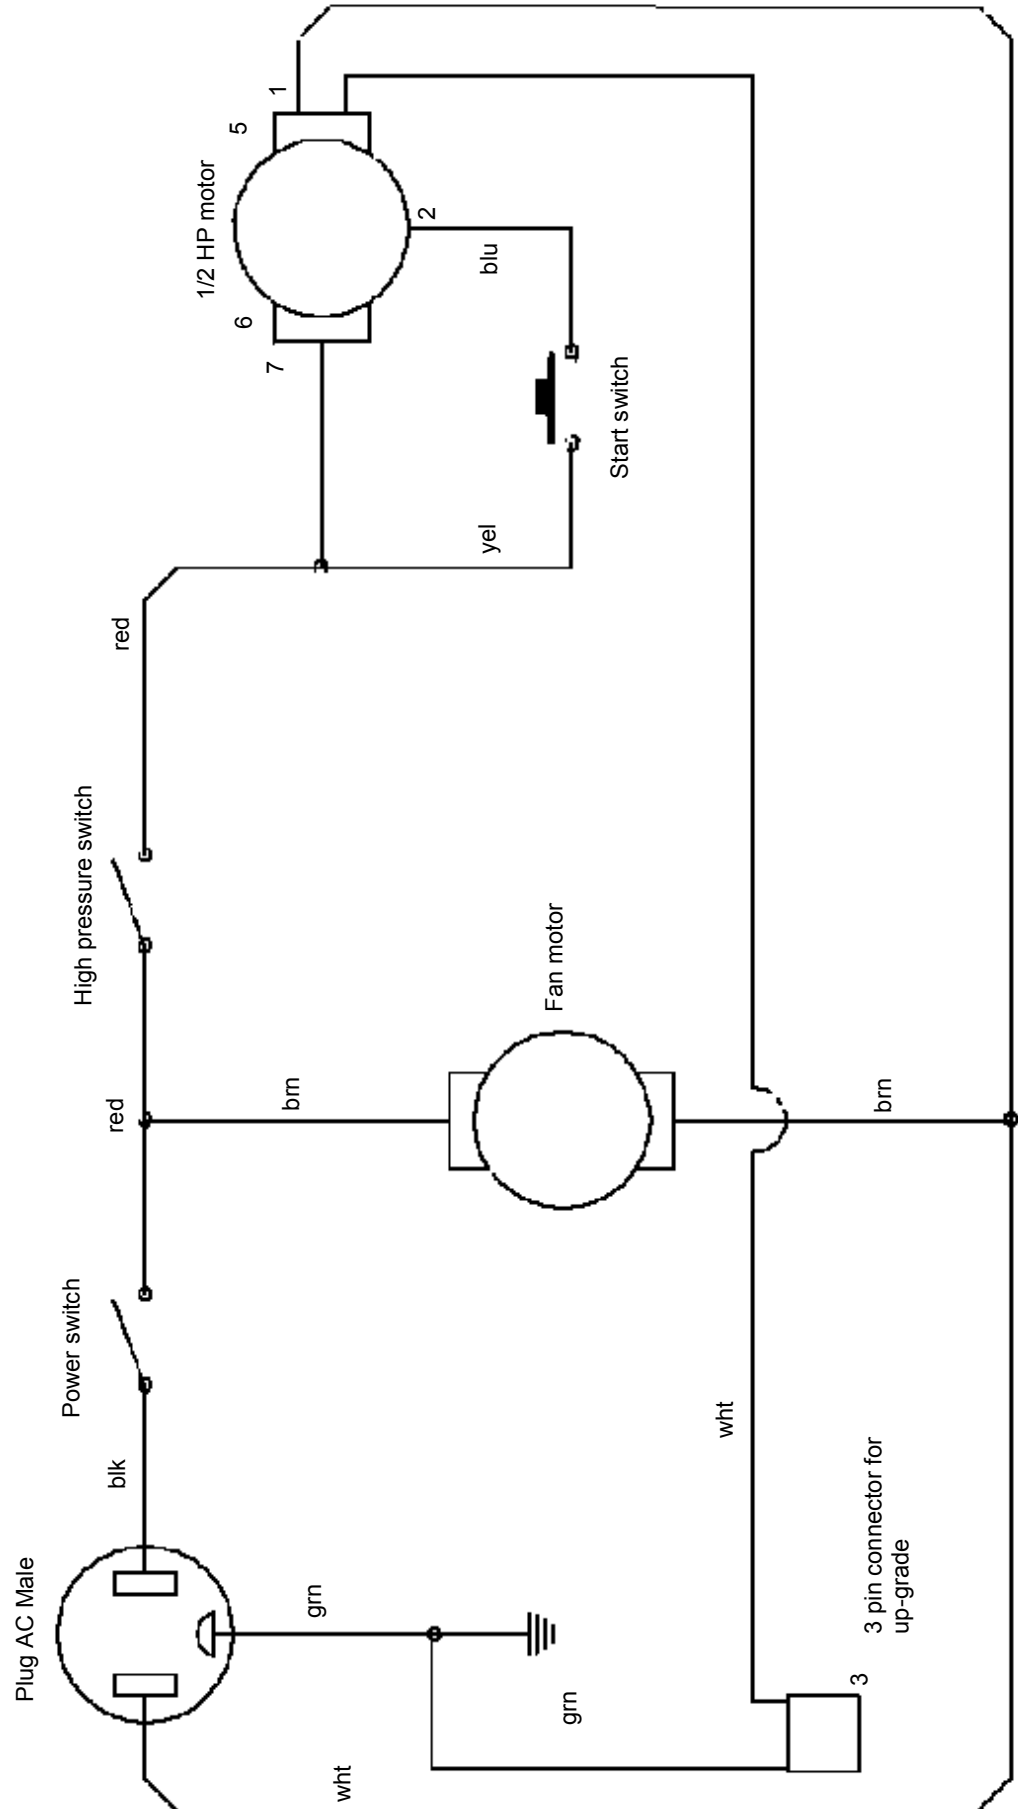 Plug AC Male
blk
Power switch
red
High pressure switch
red
1/2 HP motor
5
1
6
7
2
blu
yel
Start switch
brn
Fan motor
brn
grn
grn
wht
wht
3 pin connector for
up-grade
3